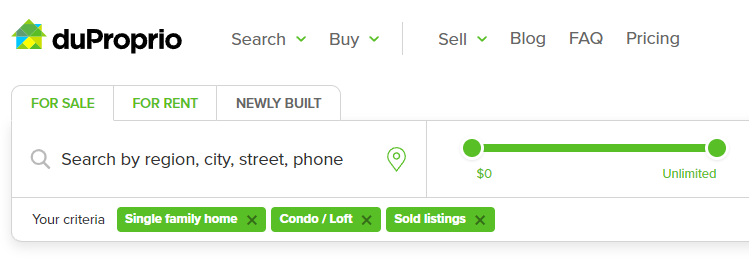 duProprio Search Buy Sell Blog FAQ Pricing
FOR SALE FOR RENT NEWLY BUILT
Search by region, city, street, phone
$0 Unlimited
Your criteria Single family home × Condo / Loft × Sold listings ×